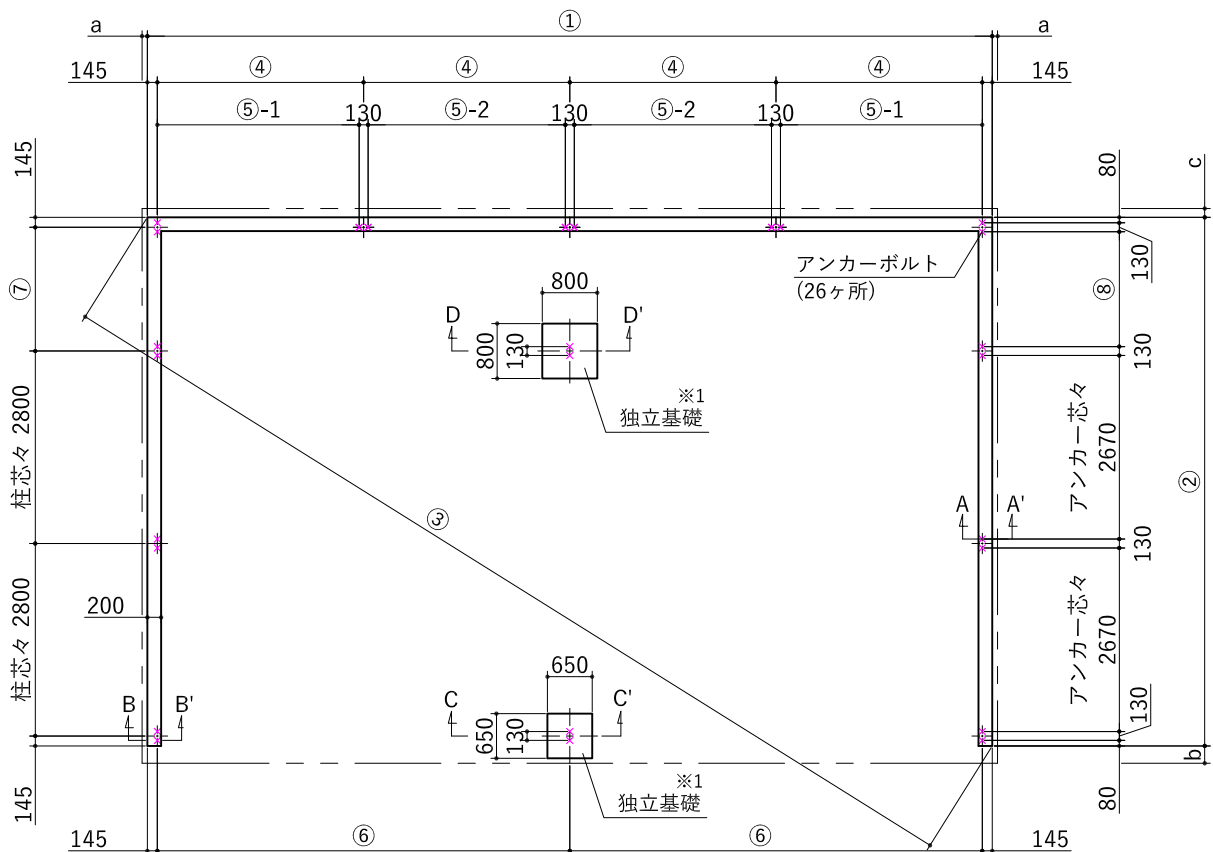 a
①
a
145
④
④
④
④
145
⑤-1
130
⑤-2
130
⑤-2
130
⑤-1
145
80
c
アンカーボルト
(26ヶ所)
130
⑦
⑧
800
D
D'
800
130
130
※1
独立基礎
柱芯々 2800
アンカー芯々
2670
②
③
A
A'
130
柱芯々 2800
アンカー芯々
2670
200
650
B
B'
C
C'
650
130
130
b
※1
独立基礎
145
80
145
⑥
⑥
145